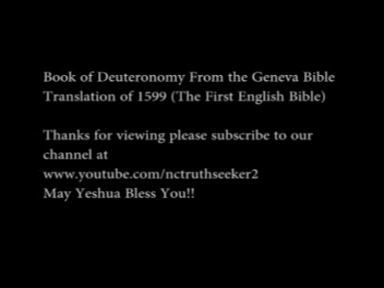 Book of Deuteronomy From the Geneva Bible
Translation of 1599 (The First English Bible)
Thanks for viewing please subscribe to our
channel at
www.youtube.com/nctruthseeker2
May Yeshua Bless You!!